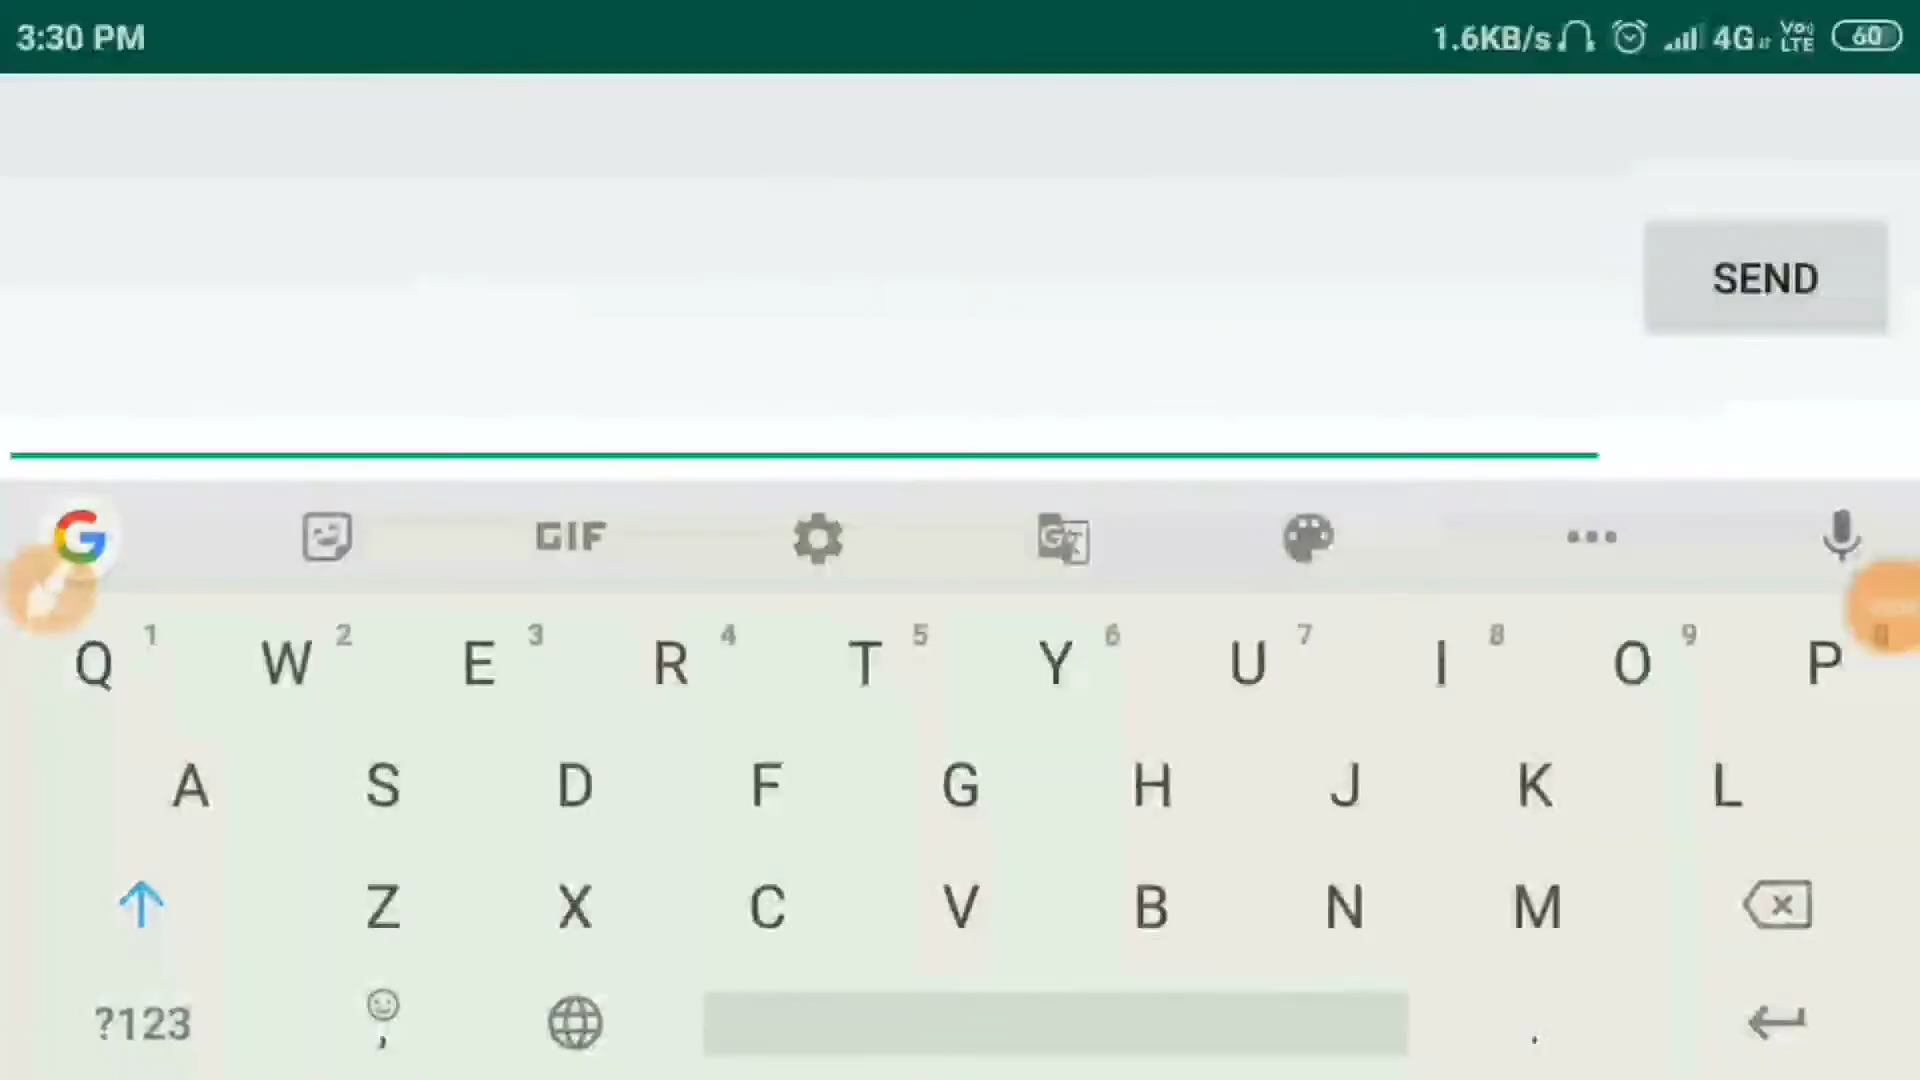 3:30 PM 1.6KB/s 4G VoLTE 60
SEND
G GIF G
1 2 3 4 5 6 7 8 9
Q W E R T Y U I O P
A S D F G H J K L
Z X C V B N M
?123 , .